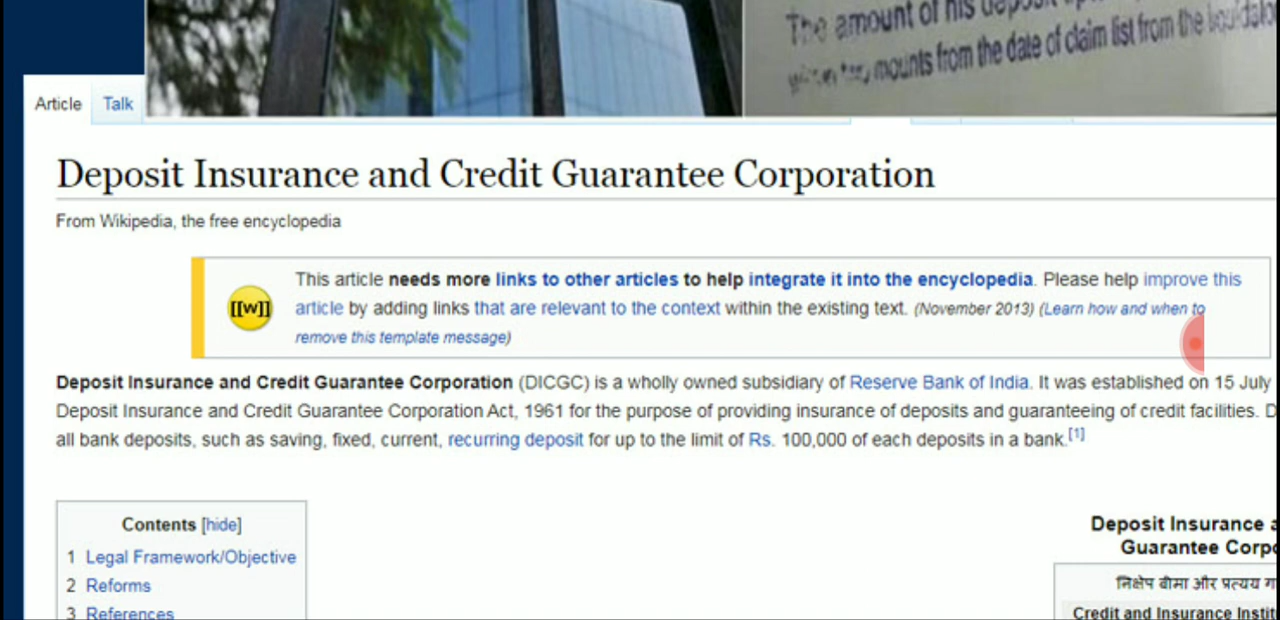 The amount of his deposit
mounts from the date of claim list from the
Article
Talk
Deposit Insurance and Credit Guarantee Corporation
From Wikipedia, the free encyclopedia
This article needs more links to other articles to help integrate it into the encyclopedia. Please help improve this
[[w]]
article by adding links that are relevant to the context within the existing text. (November 2013) (Learn how and when to
remove this template message)
Deposit Insurance and Credit Guarantee Corporation (DICGC) is a wholly owned subsidiary of Reserve Bank of India. It was established on 15 July
Deposit Insurance and Credit Guarantee Corporation Act, 1961 for the purpose of providing insurance of deposits and guaranteeing of credit facilities. D
all bank deposits, such as saving, fixed, current, recurring deposit for up to the limit of Rs. 100,000 of each deposits in a bank.[1]
Contents [hide]
1 Legal Framework/Objective
2 Reforms
3 References
Deposit Insurance a
Guarantee Corpo
निक्षेप बीमा और प्रत्यय ग
Credit and Insurance Instit